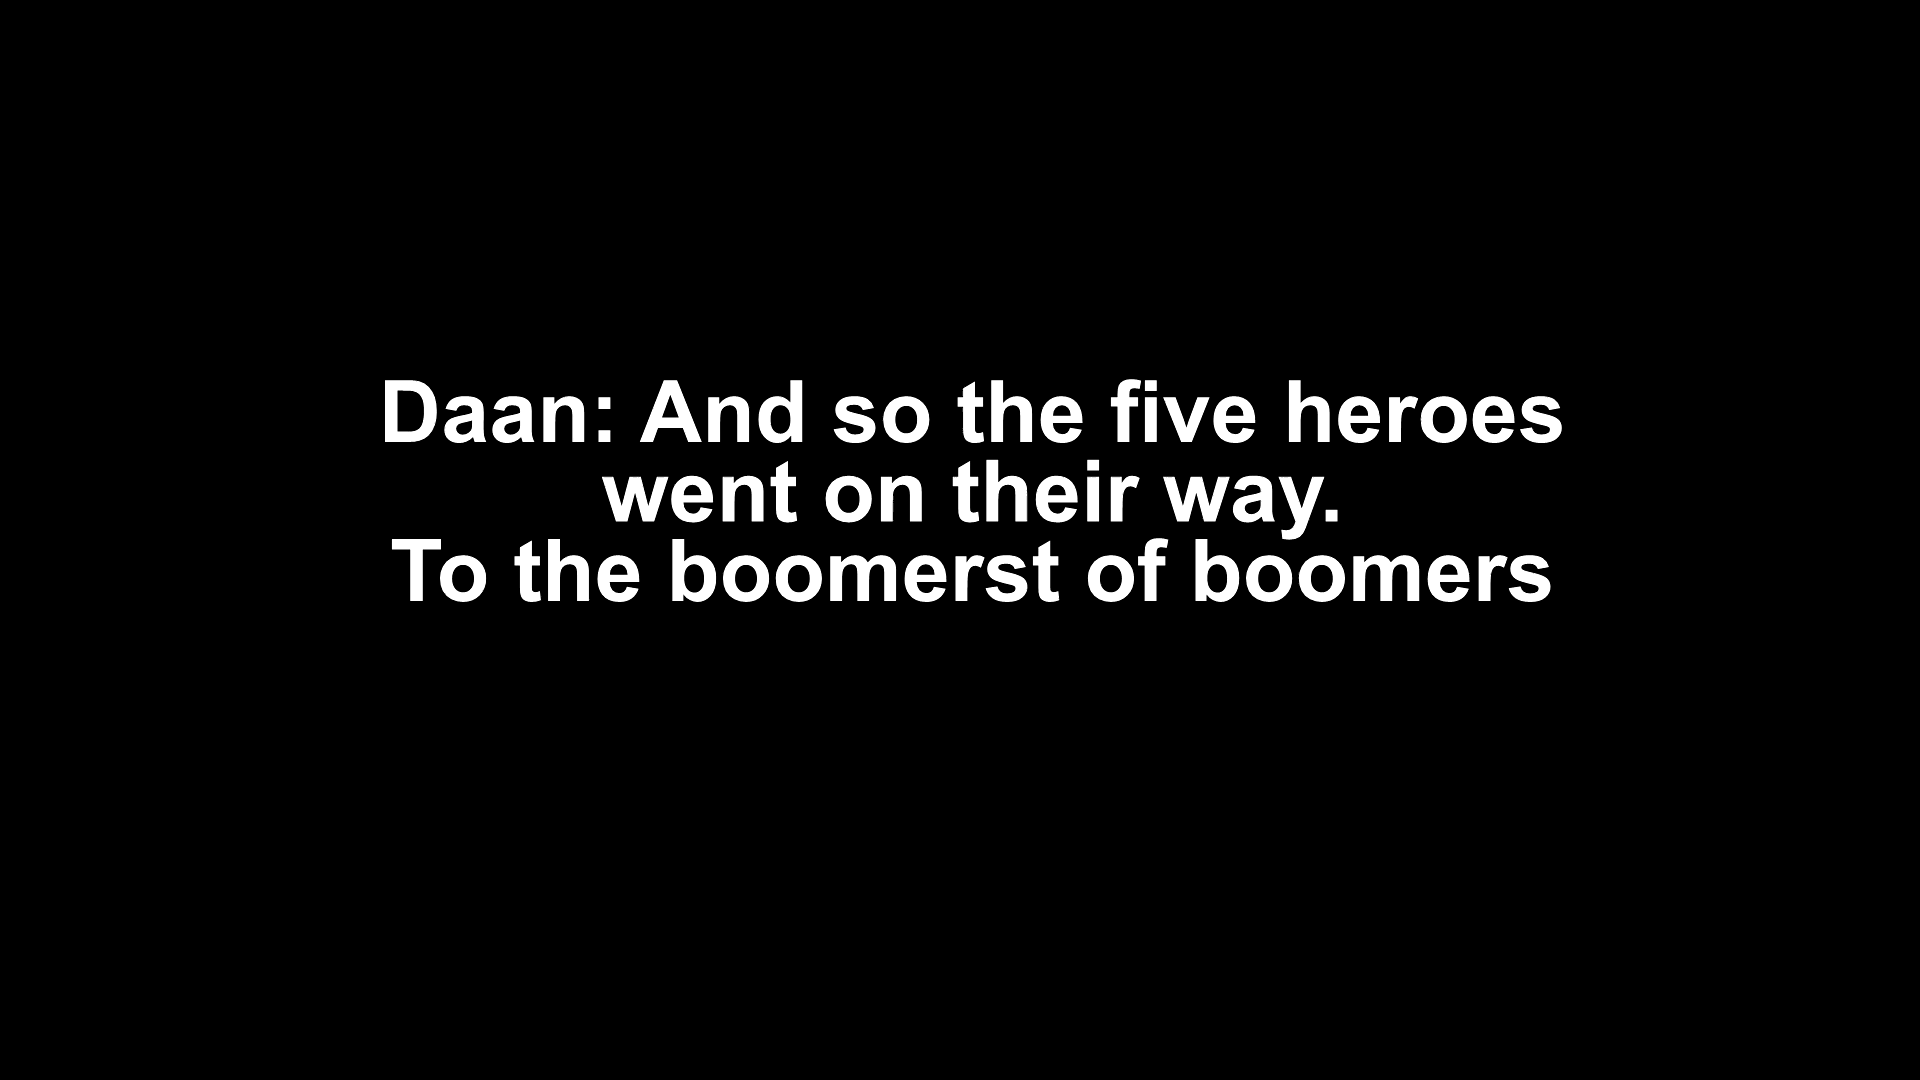 Daan: And so the five heroes
went on their way.
To the boomerst of boomers